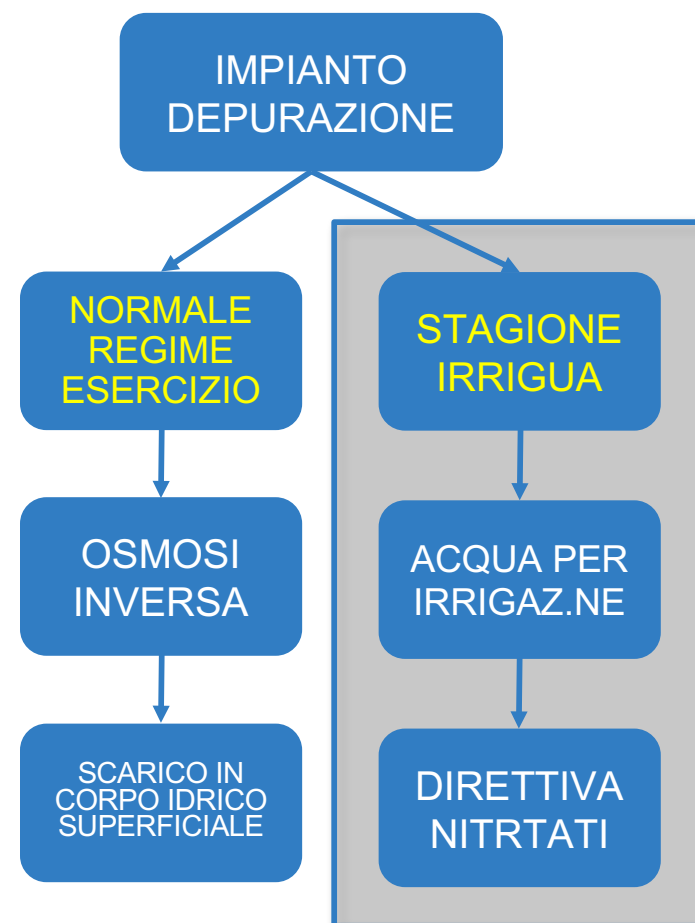 IMPIANTO
DEPURAZIONE
NORMALE
REGIME
ESERCIZIO
STAGIONE
IRRIGUA
OSMOSI
INVERSA
ACQUA PER
IRRIGAZ.NE
SCARICO IN
CORPO IDRICO
SUPERFICIALE
DIRETTIVA
NITRTATI